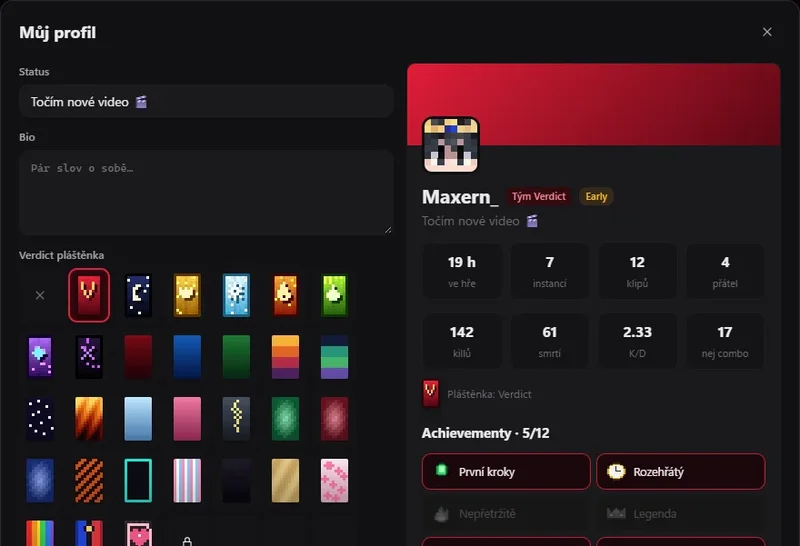 Můj profil
Status
Točím nové video 🎬
Bio
Pár slov o sobě…
Verdict pláštěnka
Maxern_ Tým Verdict Early
Točím nové video 🎬
19 h 7 12 4
ve hře instancí klipů přátel
142 61 2.33 17
killů smrtí K/D nej combo
Pláštěnka: Verdict
Achievementy · 5/12
První kroky Rozehřátý
Nepřetržitě Legenda